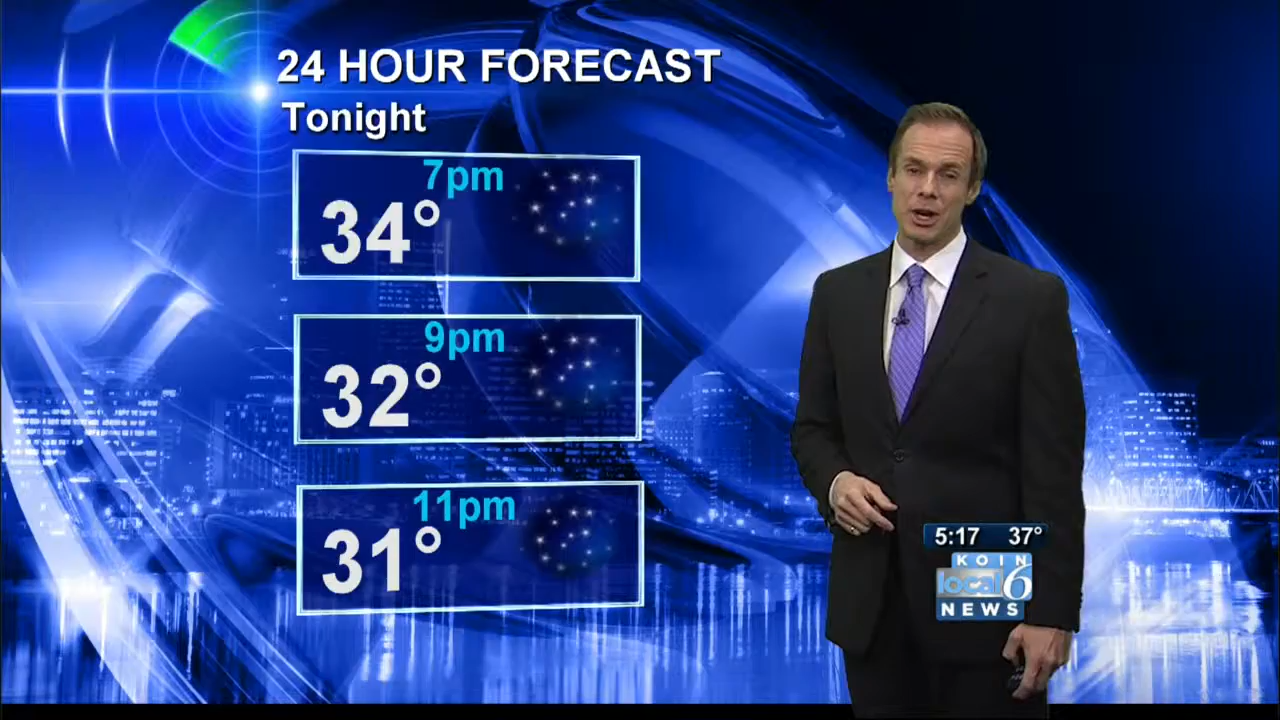 24 HOUR FORECAST
Tonight
7pm
34°
9pm
32°
11pm
31°
5:17 37°
KOIN
local 6
NEWS